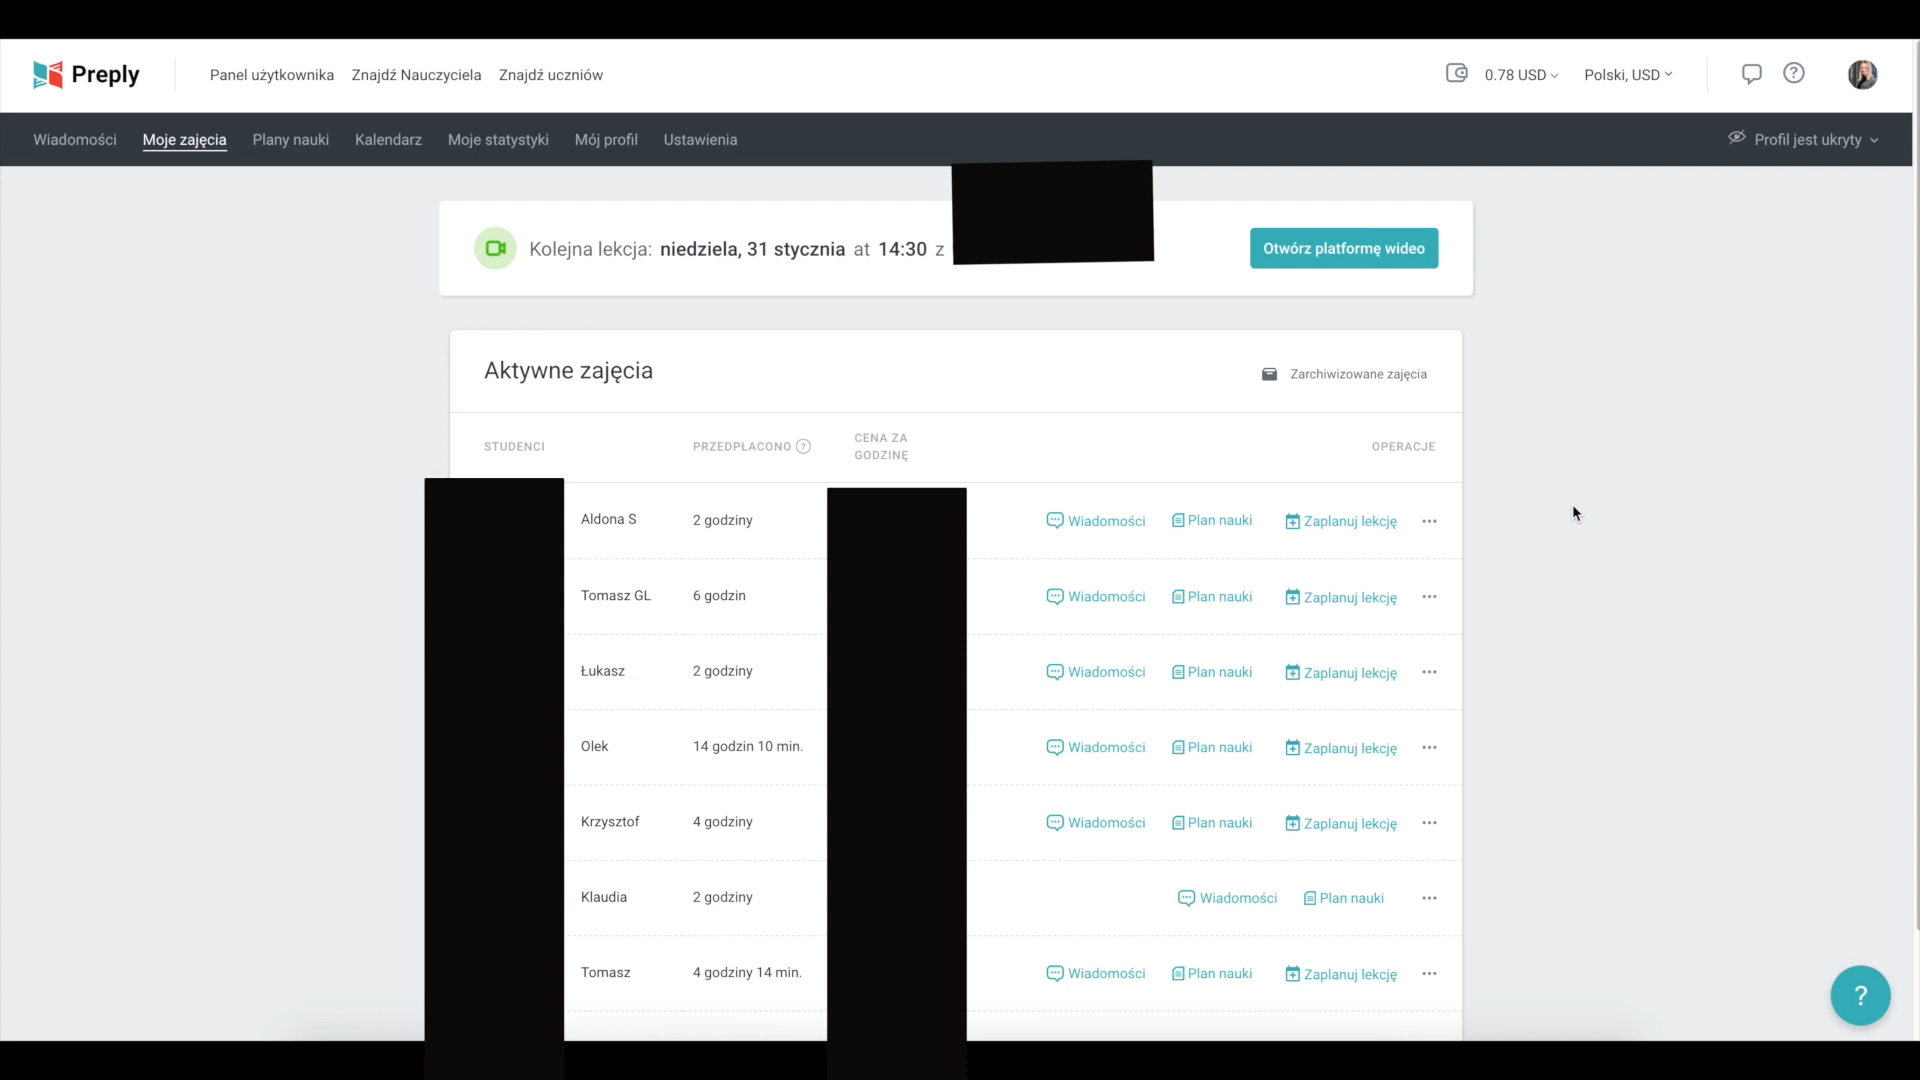 Preply
Panel użytkownika Znajdź Nauczyciela Znajdź uczniów 0.78 USD Polski, USD
Wiadomości Moje zajęcia Plany nauki Kalendarz Moje statystyki Mój profil Ustawienia Profil jest ukryty
Kolejna lekcja: niedziela, 31 stycznia at 14:30 z Otwórz platformę wideo
Aktywne zajęcia Zarchiwizowane zajęcia
STUDENCI PRZEDPŁACONO ? CENA ZA GODZINĘ OPERACJE
Aldona S 2 godziny Wiadomości Plan nauki Zaplanuj lekcję ...
Tomasz GL 6 godzin Wiadomości Plan nauki Zaplanuj lekcję ...
Łukasz 2 godziny Wiadomości Plan nauki Zaplanuj lekcję ...
Olek 14 godzin 10 min. Wiadomości Plan nauki Zaplanuj lekcję ...
Krzysztof 4 godziny Wiadomości Plan nauki Zaplanuj lekcję ...
Klaudia 2 godziny Wiadomości Plan nauki ...
Tomasz 4 godziny 14 min. Wiadomości Plan nauki Zaplanuj lekcję ...
?